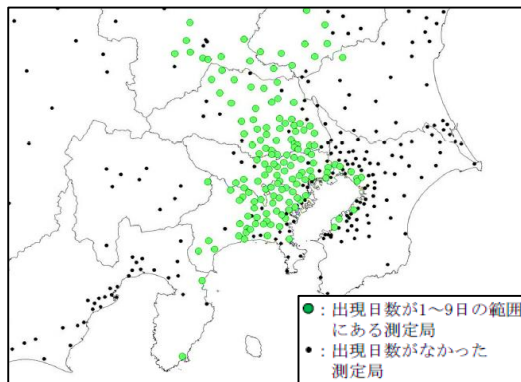 ：出現日数が1～9日の範囲
にある測定局
：出現日数がなかった
測定局